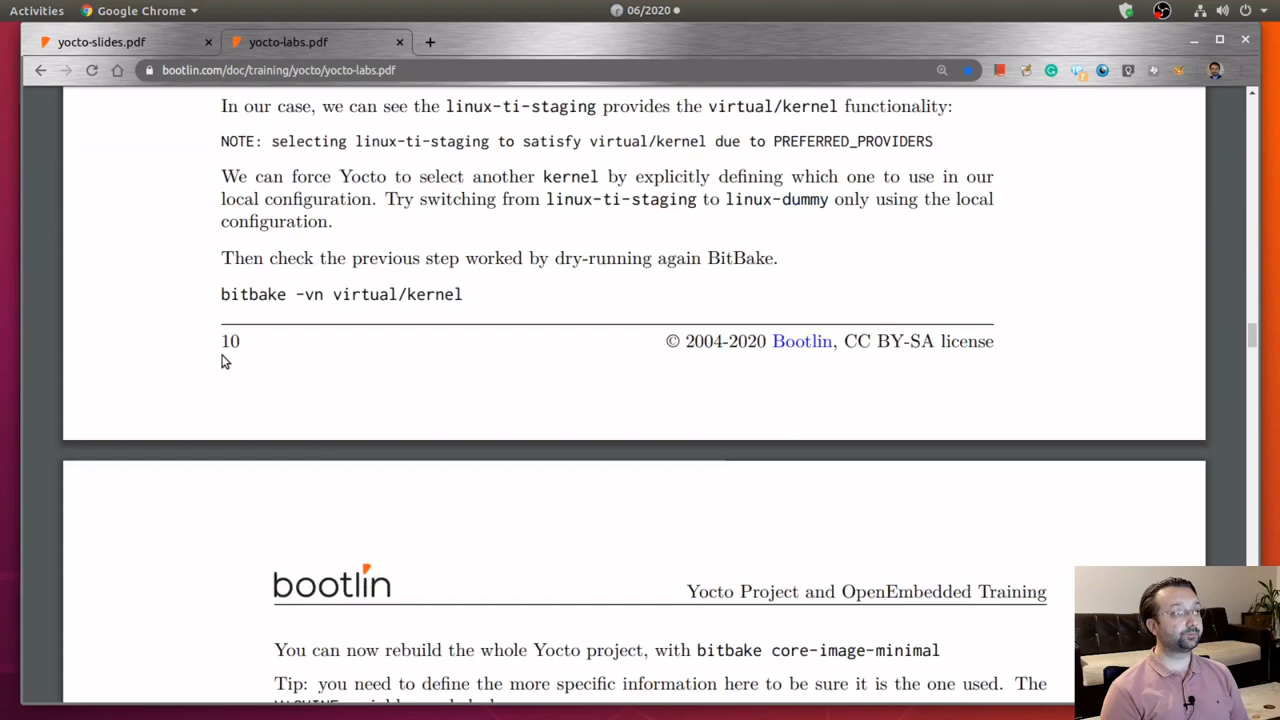 Activities Google Chrome 06/2020
yocto-slides.pdf yocto-labs.pdf
bootlin.com/doc/training/yocto/yocto-labs.pdf
In our case, we can see the linux-ti-staging provides the virtual/kernel functionality:
NOTE: selecting linux-ti-staging to satisfy virtual/kernel due to PREFERRED_PROVIDERS
We can force Yocto to select another kernel by explicitly defining which one to use in our
local configuration. Try switching from linux-ti-staging to linux-dummy only using the local
configuration.
Then check the previous step worked by dry-running again BitBake.
bitbake -vn virtual/kernel
10 © 2004-2020 Bootlin, CC BY-SA license
bootlin Yocto Project and OpenEmbedded Training
You can now rebuild the whole Yocto project, with bitbake core-image-minimal
Tip: you need to define the more specific information here to be sure it is the one used. The